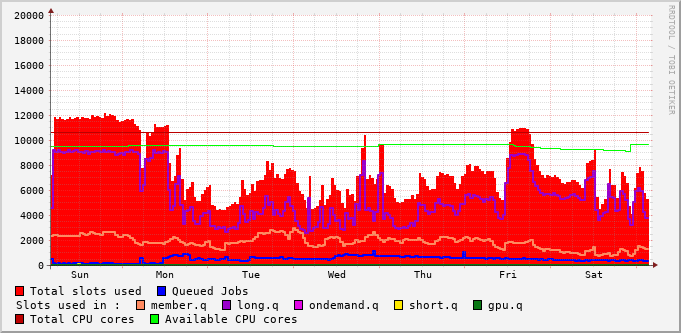 RRDTOOL / TOBI OETIKER
20000
18000
16000
14000
12000
10000
8000
6000
4000
2000
0
Sun Mon Tue Wed Thu Fri Sat
Total slots used Queued Jobs
Slots used in : member.q long.q ondemand.q short.q gpu.q
Total CPU cores Available CPU cores